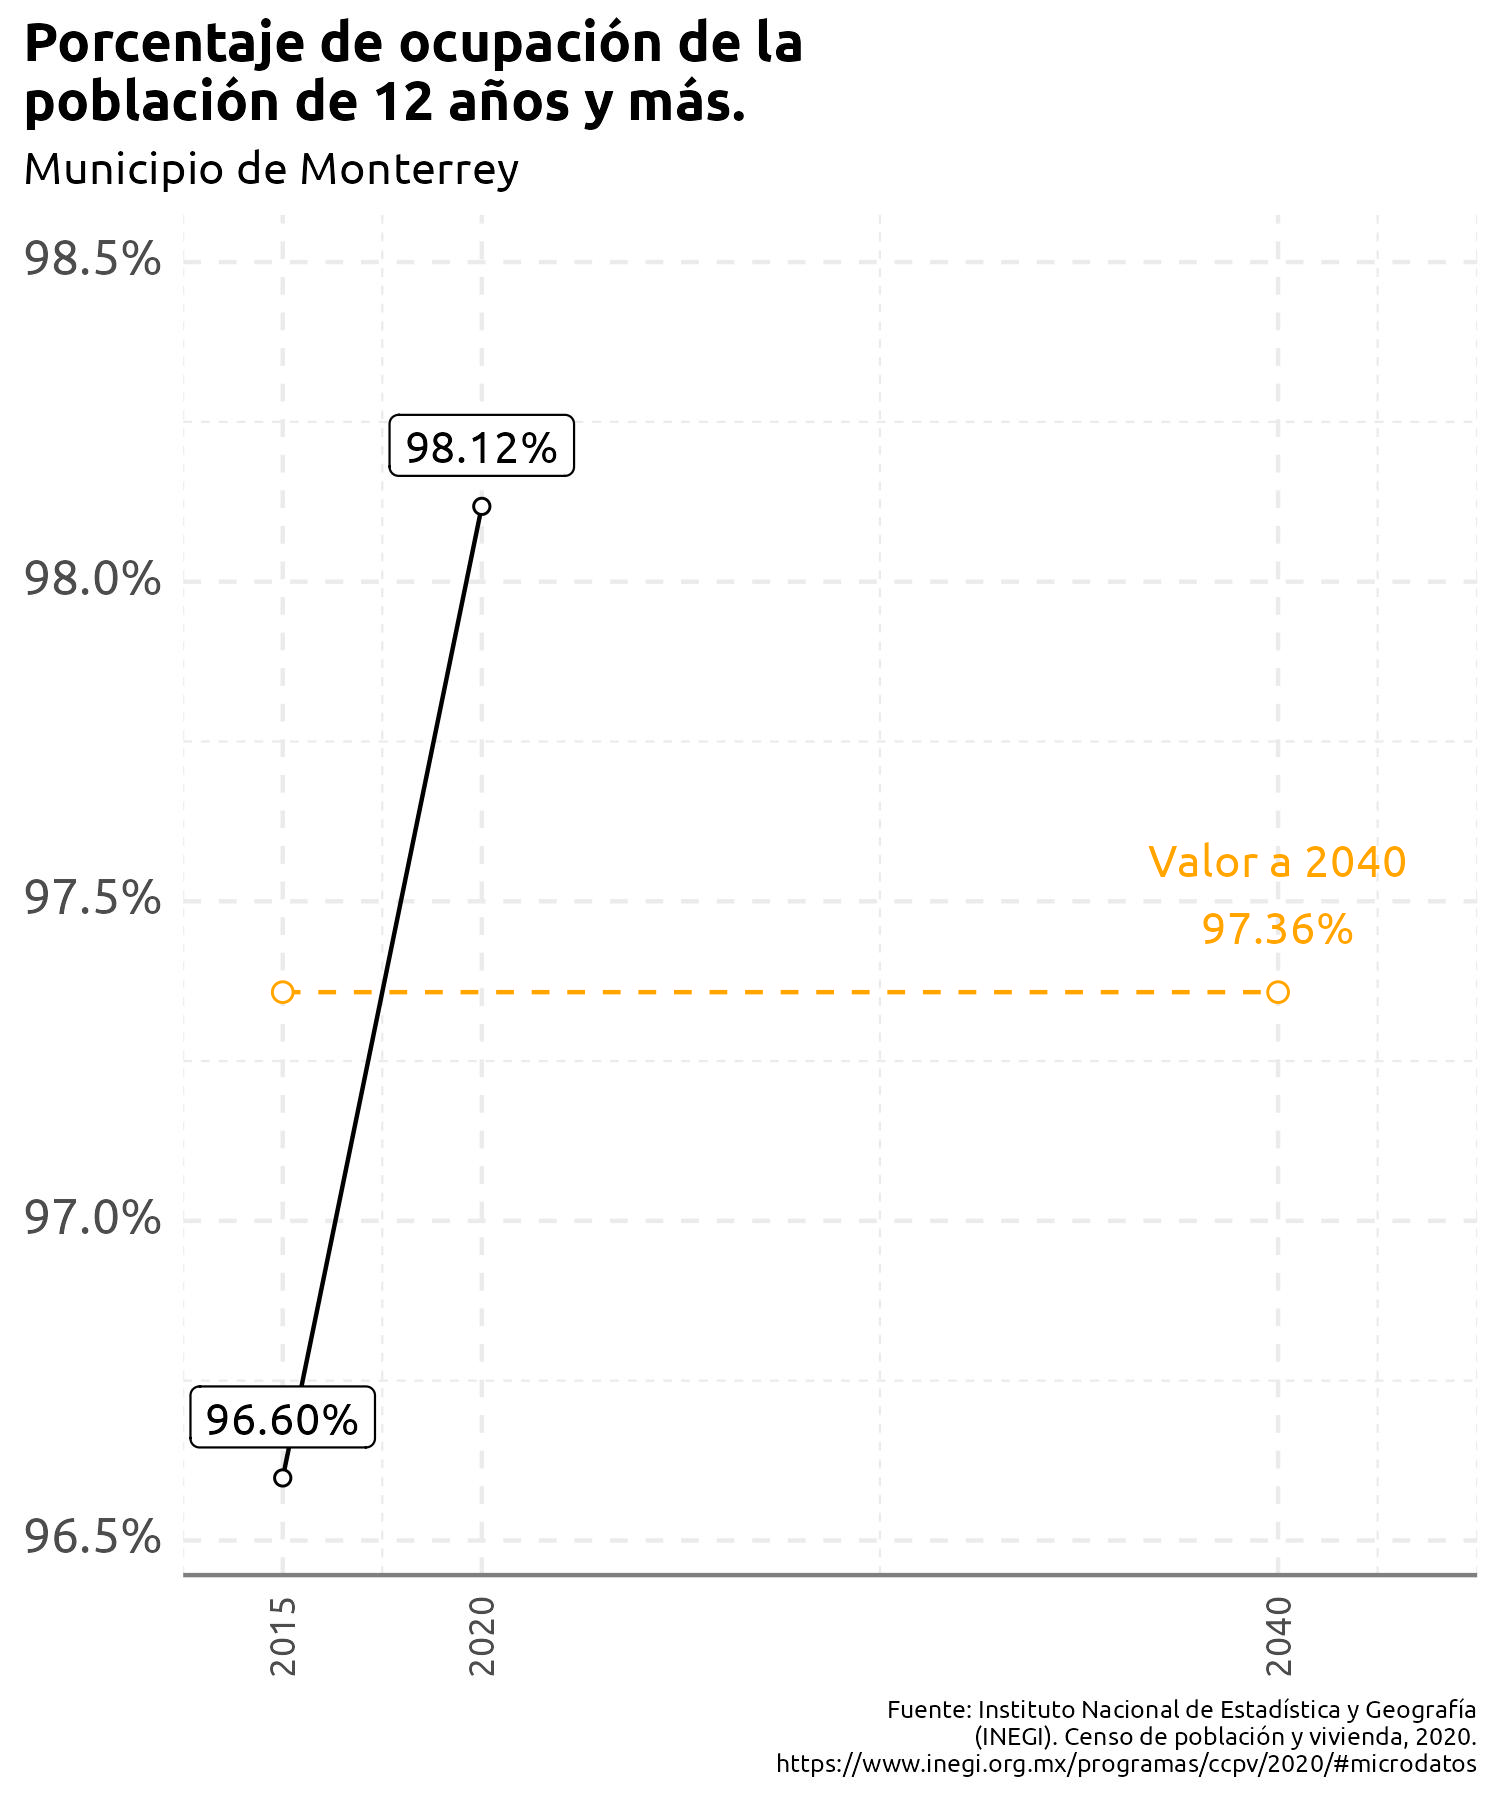 Porcentaje de ocupación de la
población de 12 años y más.
Municipio de Monterrey
98.5%
98.12%
98.0%
Valor a 2040
97.5%
97.36%
97.0%
96.60%
96.5%
2015
2020
2040
Fuente: Instituto Nacional de Estadística y Geografía
(INEGI). Censo de población y vivienda, 2020.
https://www.inegi.org.mx/programas/ccpv/2020/#microdatos